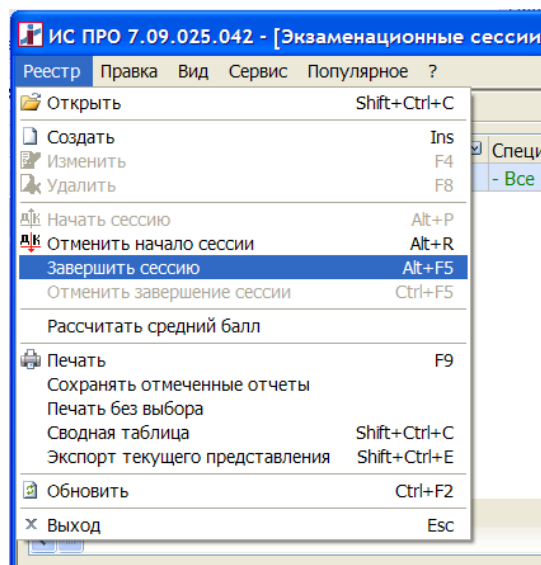 ИС ПРО 7.09.025.042 - [Экзаменационные сессии
Реестр Правка Вид Сервис Популярное ?
Открыть Shift+Ctrl+C
Создать Ins
Изменить F4
Удалить F8
Начать сессию Alt+P
Отменить начало сессии Alt+R
Завершить сессию Alt+F5
Отменить завершение сессии Ctrl+F5
Рассчитать средний балл
Печать F9
Сохранять отмеченные отчеты
Печать без выбора
Сводная таблица Shift+Ctrl+C
Экспорт текущего представления Shift+Ctrl+E
Обновить Ctrl+F2
Выход Esc
Специ
- Все